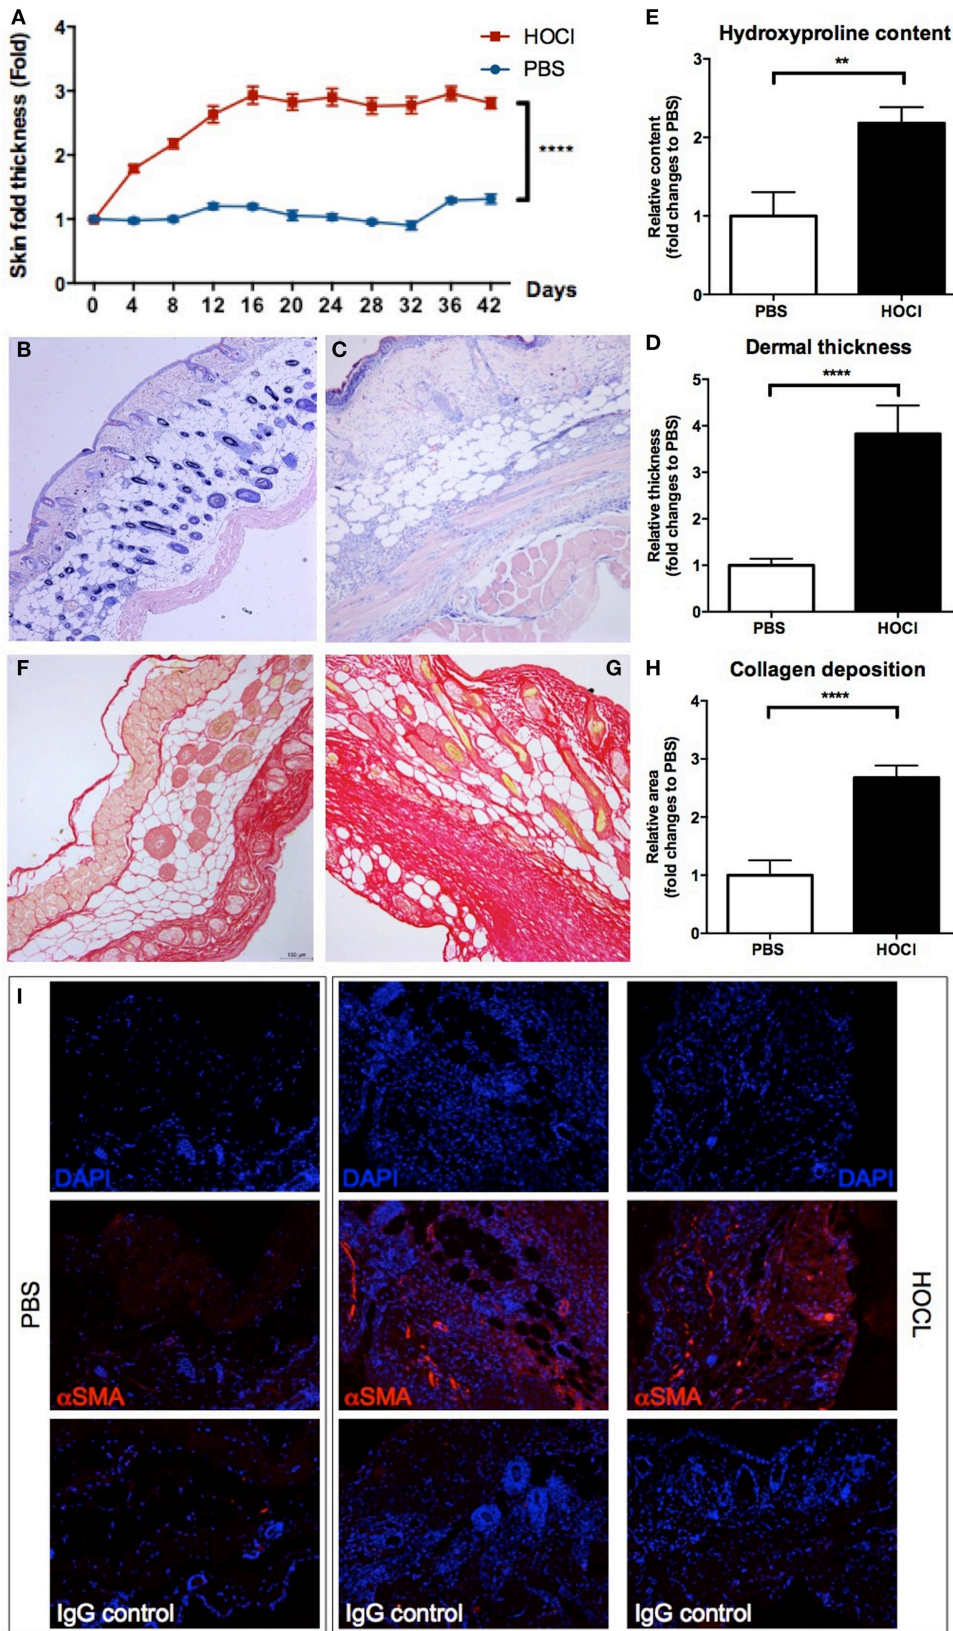 A
Skin fold thickness (Fold)
4
3
2
1
0
HOCl
PBS
****
0 4 8 12 16 20 24 28 32 36 42
Days
E
Hydroxyproline content
Relative content
(fold changes to PBS)
3
2
1
0
**
PBS HOCl
B
C
D
Dermal thickness
Relative thickness
(fold changes to PBS)
5
4
3
2
1
0
****
PBS HOCl
F
100 µm
G
H
Collagen deposition
Relative area
(fold changes to PBS)
4
3
2
1
0
****
PBS HOCl
I
PBS
HOCL
DAPI
DAPI
DAPI
αSMA
αSMA
αSMA
IgG control
IgG control
IgG control